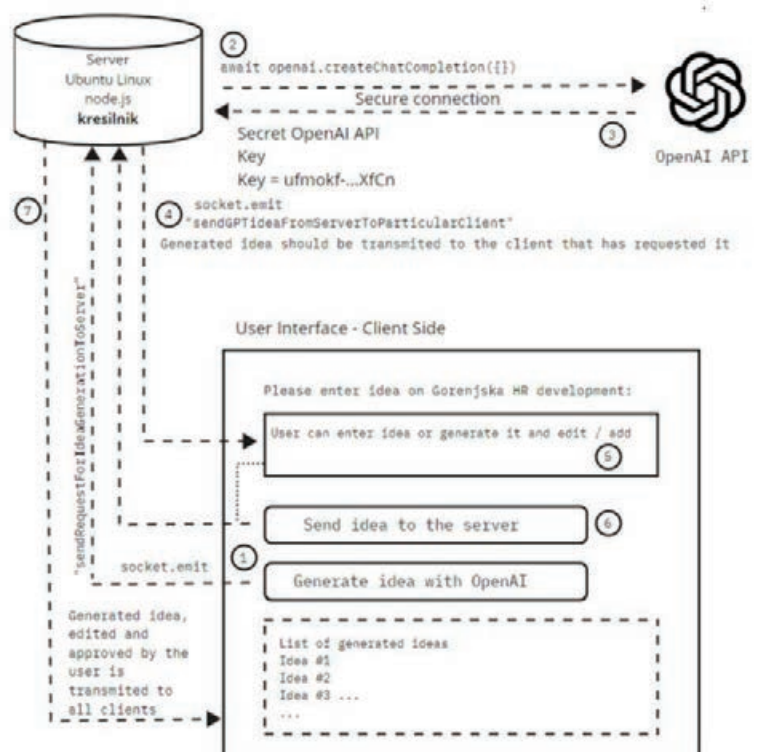 Server
Ubuntu Linux
node.js
kresilnik
2
await openai.createChatCompletion({})
Secure connection
3
OpenAI API
Secret OpenAI API
Key
Key = ufmokf-...XfCn
7
4
socket.emit
"sendGPTideaFromServerToParticularClient"
Generated idea should be transmited to the client that has requested it
"sendRequestForIdeaGenerationToServer"
User Interface - Client Side
Please enter idea on Gorenjska HR development:
User can enter idea or generate it and edit / add
5
Send idea to the server
6
1
socket.emit
Generate idea with OpenAI
Generated idea,
edited and
approved by the
user is
transmited to
all clients
List of generated ideas
Idea #1
Idea #2
Idea #3 ...
...